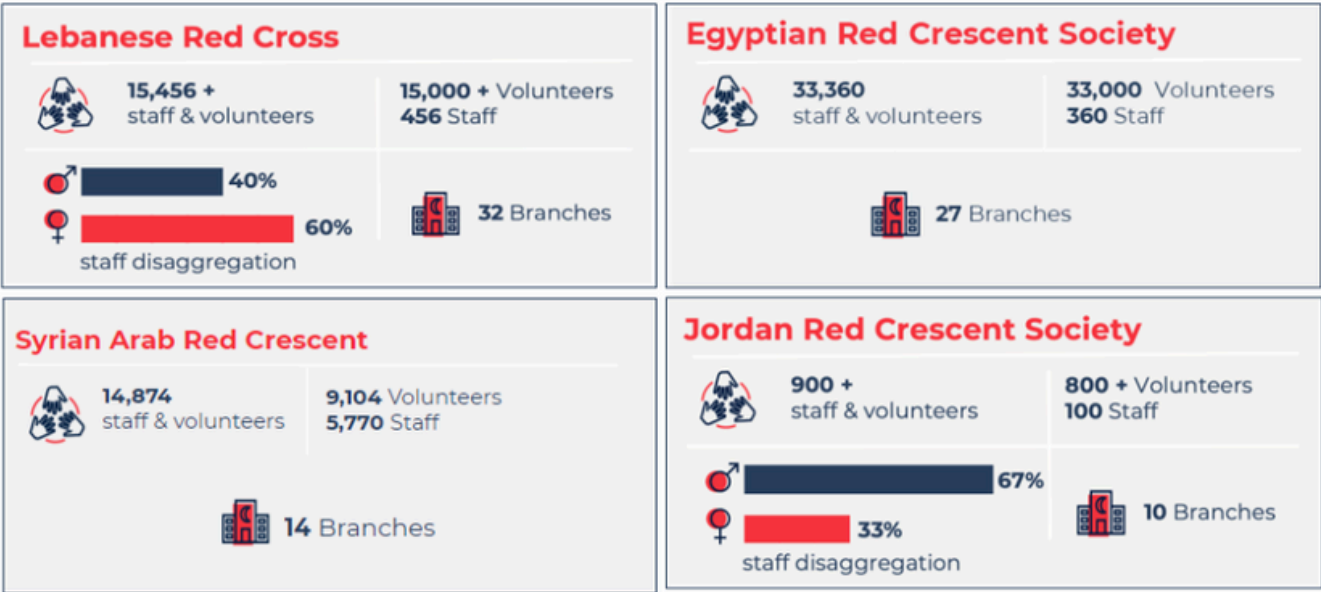 Lebanese Red Cross
15,456 +
staff & volunteers
15,000 + Volunteers
456 Staff
40%
60%
staff disaggregation
32 Branches
Egyptian Red Crescent Society
33,360
staff & volunteers
33,000 Volunteers
360 Staff
27 Branches
Syrian Arab Red Crescent
14,874
staff & volunteers
9,104 Volunteers
5,770 Staff
14 Branches
Jordan Red Crescent Society
900 +
staff & volunteers
800 + Volunteers
100 Staff
67%
33%
staff disaggregation
10 Branches